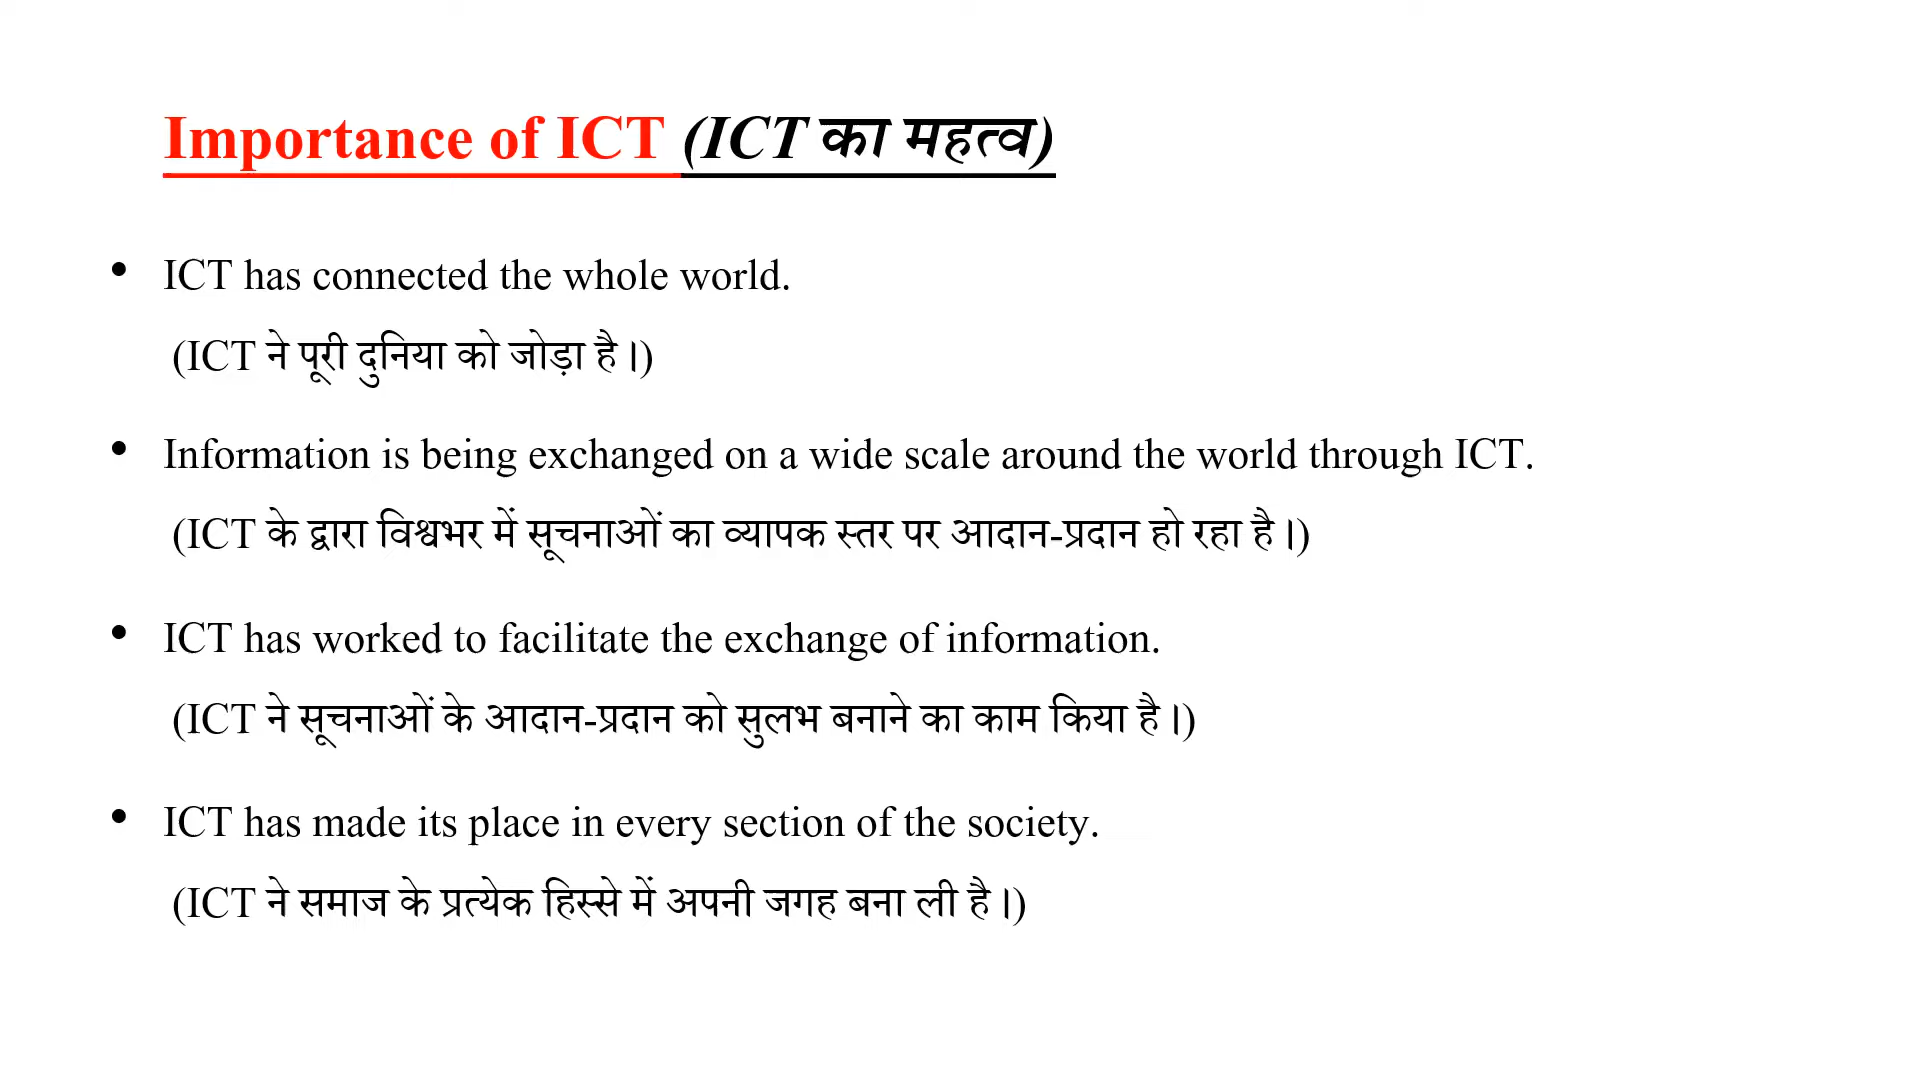 Importance of ICT (ICT का महत्व)
• ICT has connected the whole world.
(ICT ने पूरी दुनिया को जोड़ा है।)
• Information is being exchanged on a wide scale around the world through ICT.
(ICT के द्वारा विश्वभर में सूचनाओं का व्यापक स्तर पर आदान-प्रदान हो रहा है।)
• ICT has worked to facilitate the exchange of information.
(ICT ने सूचनाओं के आदान-प्रदान को सुलभ बनाने का काम किया है।)
• ICT has made its place in every section of the society.
(ICT ने समाज के प्रत्येक हिस्से में अपनी जगह बना ली है।)